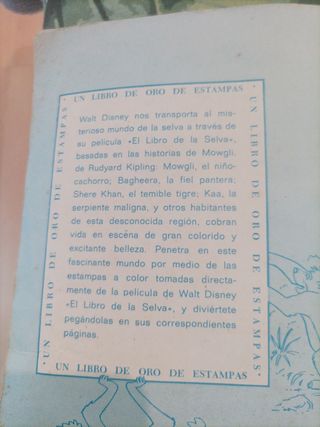 · UN LIBRO DE ORO DE ESTAMPAS ·
Walt Disney nos transporta al mis-
terioso mundo de la selva a través de
su película «El Libro de la Selva»,
basadas en las historias de Mowgli,
de Rudyard Kipling: Mowgli, el niño-
cachorro; Bagheera, la fiel pantera;
Shere Khan, el temible tigre; Kaa, la
serpiente maligna, y otros habitantes
de esta desconocida región, cobran
vida en escéna de gran colorido y
excitante belleza. Penetra en este
fascinante mundo por medio de las
estampas a color tomadas directa-
mente de la película de Walt Disney
«El Libro de la Selva», y diviértete
pegándolas en sus correspondientes
páginas.
· UN LIBRO DE ORO DE ESTAMPAS ·
· UN LIBRO DE ORO DE ESTAMPAS ·
UN LIBRO DE ORO DE ESTAMPAS ·